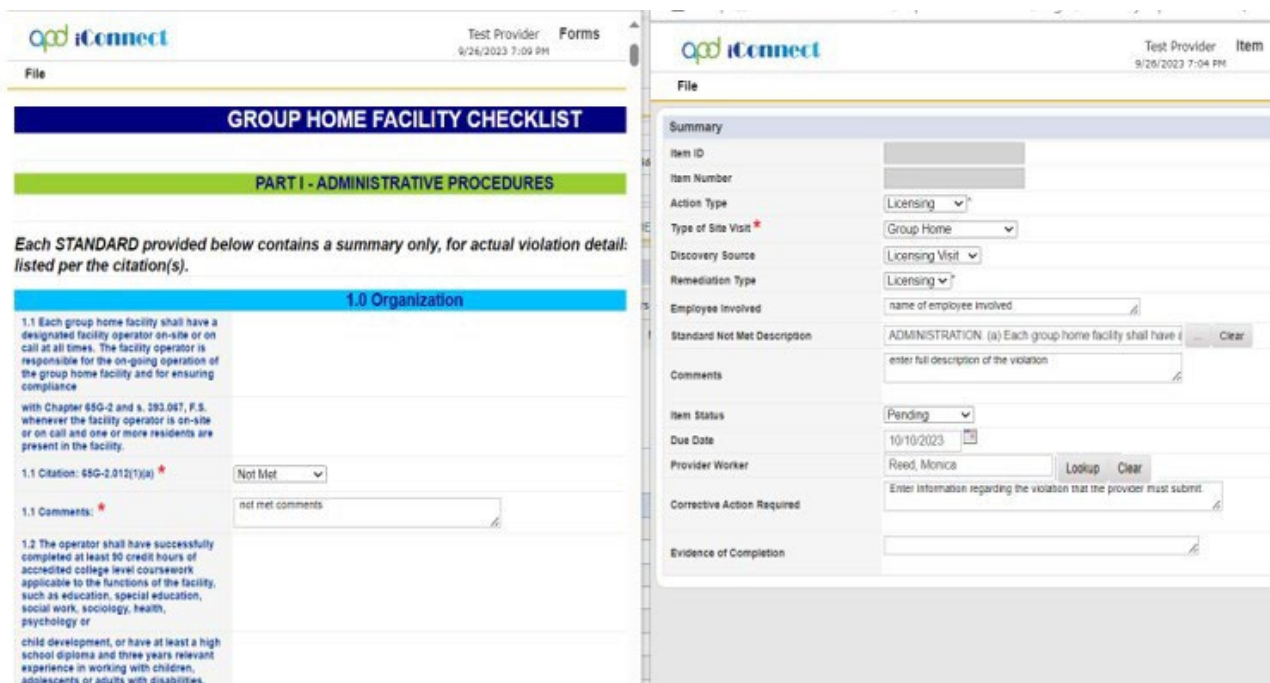 apd iConnect
Test Provider Forms
9/26/2023 7:09 PM
File
GROUP HOME FACILITY CHECKLIST
PART I - ADMINISTRATIVE PROCEDURES
Each STANDARD provided below contains a summary only, for actual violation detail:
listed per the citation(s).
1.0 Organization
1.1 Each group home facility shall have a
designated facility operator on-site or on
call at all times. The facility operator is
responsible for the on-going operation of
the group home facility and for ensuring
compliance
with Chapter 65G-2 and s. 393.067, F.S.
whenever the facility operator is on-site
or on call and one or more residents are
present in the facility.
1.1 Citation: 65G-2.012(1)(a) * Not Met
1.1 Comments: * not met comments
1.2 The operator shall have successfully
completed at least 90 credit hours of
accredited college level coursework
applicable to the functions of the facility,
such as education, special education,
social work, sociology, health,
psychology or
child development, or have at least a high
school diploma and three years relevant
experience in working with children,
adolescents or adults with disabilities.
apd iConnect
Test Provider Item
9/26/2023 7:04 PM
File
Summary
Item ID
Item Number
Action Type Licensing *
Type of Site Visit * Group Home
Discovery Source Licensing Visit
Remediation Type Licensing *
Employee Involved name of employee involved
Standard Not Met Description ADMINISTRATION. (a) Each group home facility shall have a ... Clear
Comments enter full description of the violation
Item Status Pending
Due Date 10/10/2023
Provider Worker Reed, Monica Lookup Clear
Corrective Action Required Enter Information regarding the violation that the provider must submit
Evidence of Completion